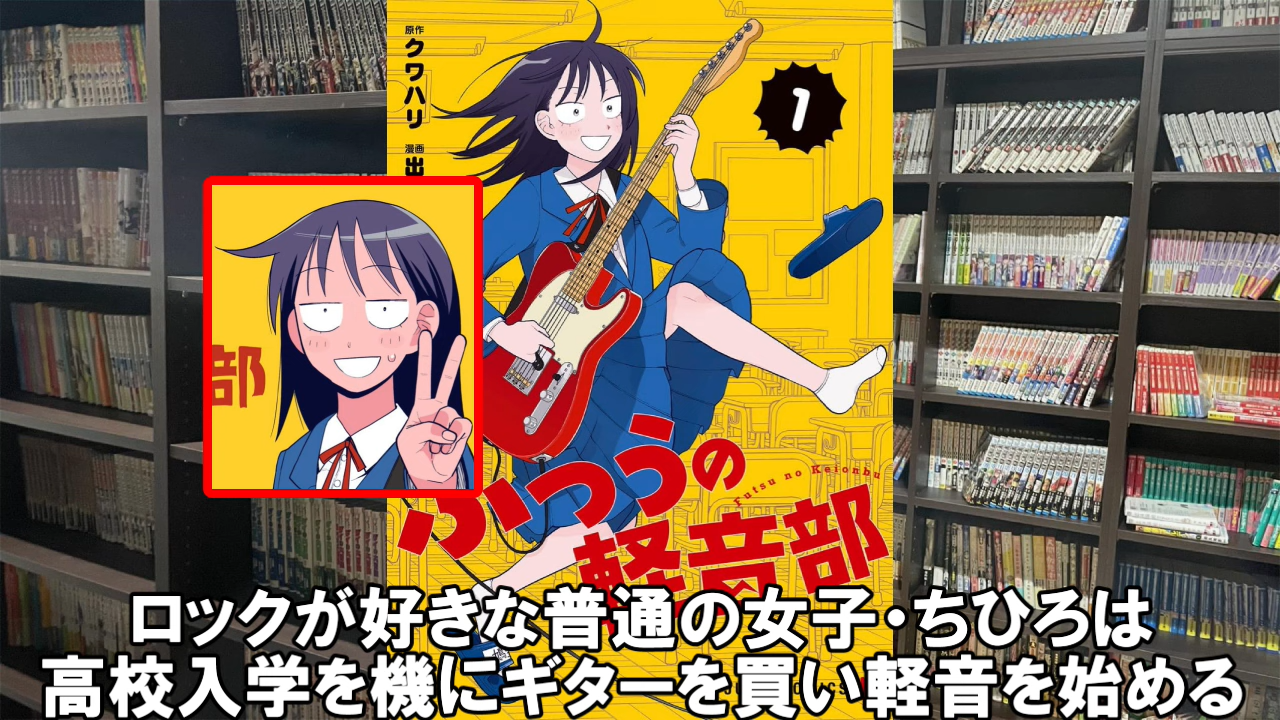 原作
クワハリ
漫画
出
1
部
ふつうの
Futsu no Keionbu
軽音部
ロックが好きな普通の女子・ちひろは
高校入学を機にギターを買い軽音を始める